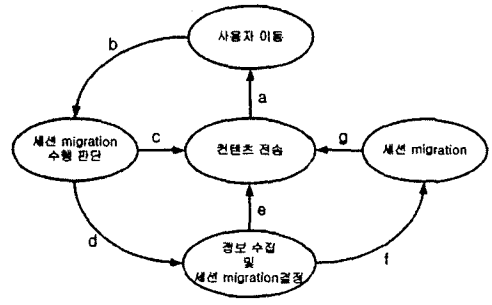 사용자 이동
b
a
세션 migration
수행 판단
c
컨텐츠 전송
g
세션 migration
d
e
정보 수집
및
세션 migration결정
f